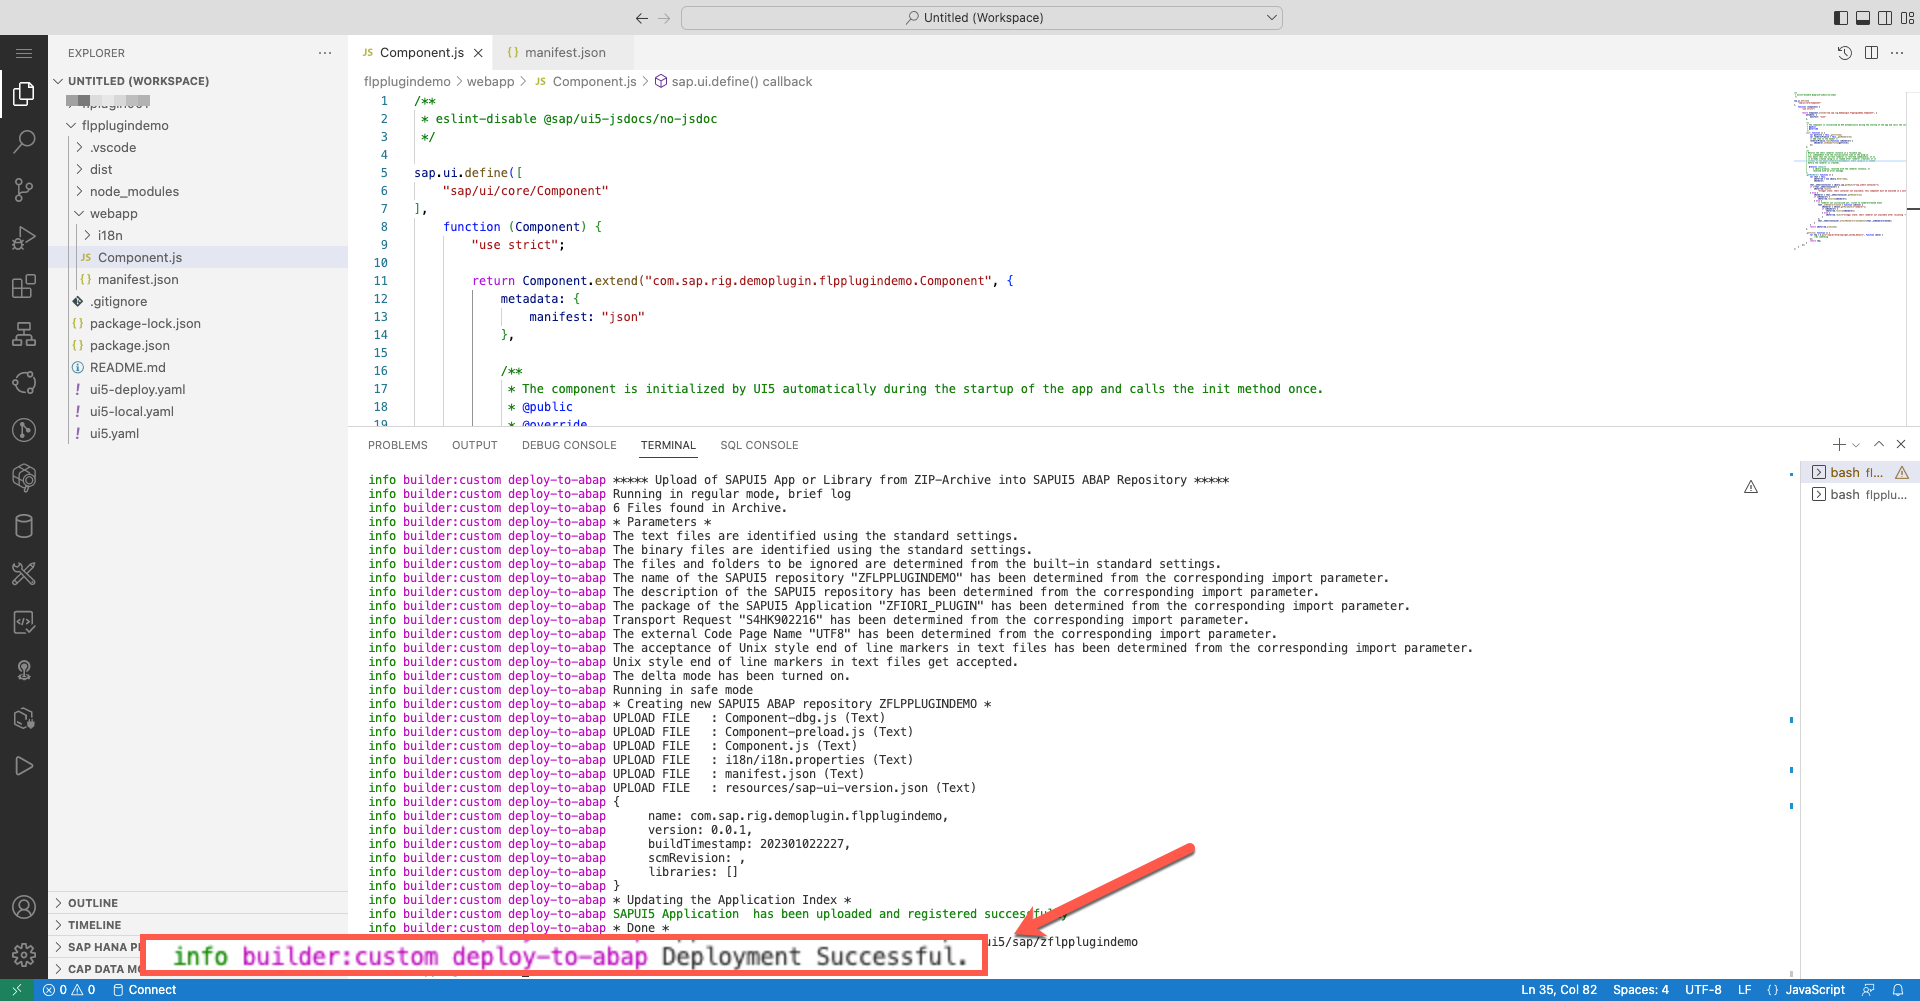 Untitled (Workspace)
EXPLORER
UNTITLED (WORKSPACE)
flpplugindemo
.vscode
dist
node_modules
webapp
i18n
JS Component.js
{} manifest.json
.gitignore
{} package-lock.json
{} package.json
README.md
! ui5-deploy.yaml
! ui5-local.yaml
! ui5.yaml
OUTLINE
TIMELINE
SAP HANA
CAP DATA
JS Component.js
{} manifest.json
flpplugindemo > webapp > JS Component.js > sap.ui.define() callback
1 /**
2 * eslint-disable @sap/ui5-jsdocs/no-jsdoc
3 */
4
5 sap.ui.define([
6 "sap/ui/core/Component"
7 ],
8 function (Component) {
9 "use strict";
10
11 return Component.extend("com.sap.rig.demoplugin.flpplugindemo.Component", {
12 metadata: {
13 manifest: "json"
14 },
15
16 /**
17 * The component is initialized by UI5 automatically during the startup of the app and calls the init method once.
18 * @public
19 * @override
PROBLEMS OUTPUT DEBUG CONSOLE TERMINAL SQL CONSOLE
info builder:custom deploy-to-abap ***** Upload of SAPUI5 App or Library from ZIP-Archive into SAPUI5 ABAP Repository *****
info builder:custom deploy-to-abap Running in regular mode, brief log
info builder:custom deploy-to-abap 6 Files found in Archive.
info builder:custom deploy-to-abap * Parameters *
info builder:custom deploy-to-abap The text files are identified using the standard settings.
info builder:custom deploy-to-abap The binary files are identified using the standard settings.
info builder:custom deploy-to-abap The files and folders to be ignored are determined from the built-in standard settings.
info builder:custom deploy-to-abap The name of the SAPUI5 repository "ZFLPPLUGINDEMO" has been determined from the corresponding import parameter.
info builder:custom deploy-to-abap The description of the SAPUI5 repository has been determined from the corresponding import parameter.
info builder:custom deploy-to-abap The package of the SAPUI5 Application "ZFIORI_PLUGIN" has been determined from the corresponding import parameter.
info builder:custom deploy-to-abap Transport Request "S4HK902216" has been determined from the corresponding import parameter.
info builder:custom deploy-to-abap The external Code Page Name "UTF8" has been determined from the corresponding import parameter.
info builder:custom deploy-to-abap The acceptance of Unix style end of line markers in text files has been determined from the corresponding import parameter.
info builder:custom deploy-to-abap Unix style end of line markers in text files get accepted.
info builder:custom deploy-to-abap The delta mode has been turned on.
info builder:custom deploy-to-abap Running in safe mode
info builder:custom deploy-to-abap * Creating new SAPUI5 ABAP repository ZFLPPLUGINDEMO *
info builder:custom deploy-to-abap UPLOAD FILE : Component-dbg.js (Text)
info builder:custom deploy-to-abap UPLOAD FILE : Component-preload.js (Text)
info builder:custom deploy-to-abap UPLOAD FILE : Component.js (Text)
info builder:custom deploy-to-abap UPLOAD FILE : i18n/i18n.properties (Text)
info builder:custom deploy-to-abap UPLOAD FILE : manifest.json (Text)
info builder:custom deploy-to-abap UPLOAD FILE : resources/sap-ui-version.json (Text)
info builder:custom deploy-to-abap {
info builder:custom deploy-to-abap name: com.sap.rig.demoplugin.flpplugindemo,
info builder:custom deploy-to-abap version: 0.0.1,
info builder:custom deploy-to-abap buildTimestamp: 202301022227,
info builder:custom deploy-to-abap scmRevision: ,
info builder:custom deploy-to-abap libraries: []
info builder:custom deploy-to-abap }
info builder:custom deploy-to-abap * Updating the Application Index *
info builder:custom deploy-to-abap SAPUI5 Application has been uploaded and registered successfully
info builder:custom deploy-to-abap * Done *
ui5/sap/zflpplugindemo
info builder:custom deploy-to-abap Deployment Successful.
bash fl...
bash flpplu...
0 0 Connect
Ln 35, Col 82 Spaces: 4 UTF-8 LF {} JavaScript